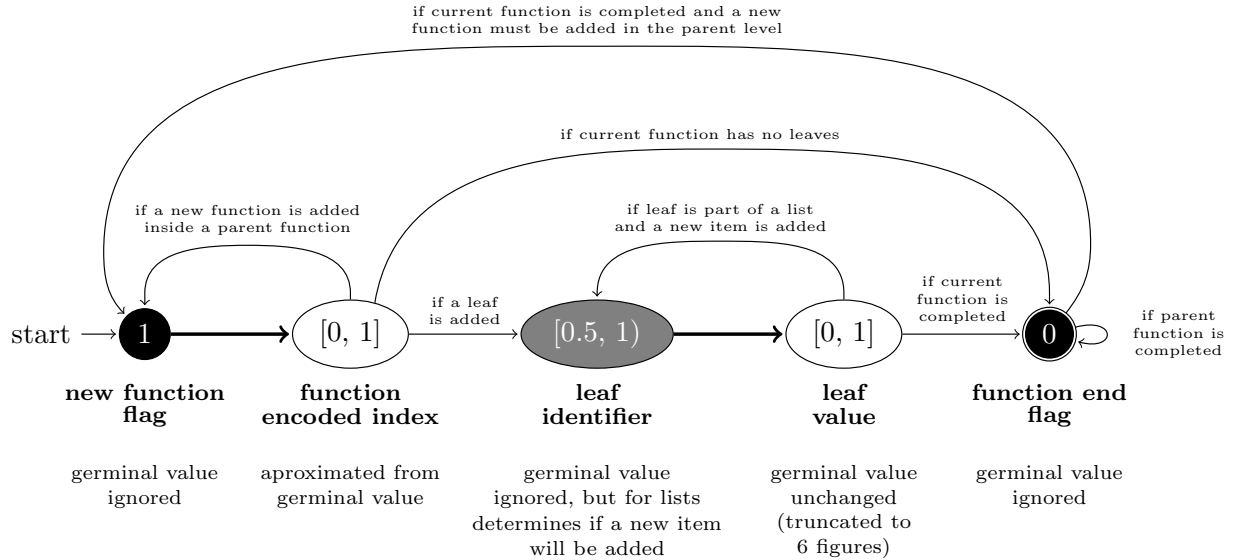 if current function is completed and a new
function must be added in the parent level
if current function has no leaves
if a new function is added
inside a parent function
if leaf is part of a list
and a new item is added
if a leaf
is added
if current
function is
completed
if parent
function is
completed
start
1
[0, 1]
[0.5, 1)
[0, 1]
0
new function
flag
function
encoded index
leaf
identifier
leaf
value
function end
flag
germinal value
ignored
aproximated from
germinal value
germinal value
ignored, but for lists
determines if a new item
will be added
germinal value
unchanged
(truncated to
6 figures)
germinal value
ignored